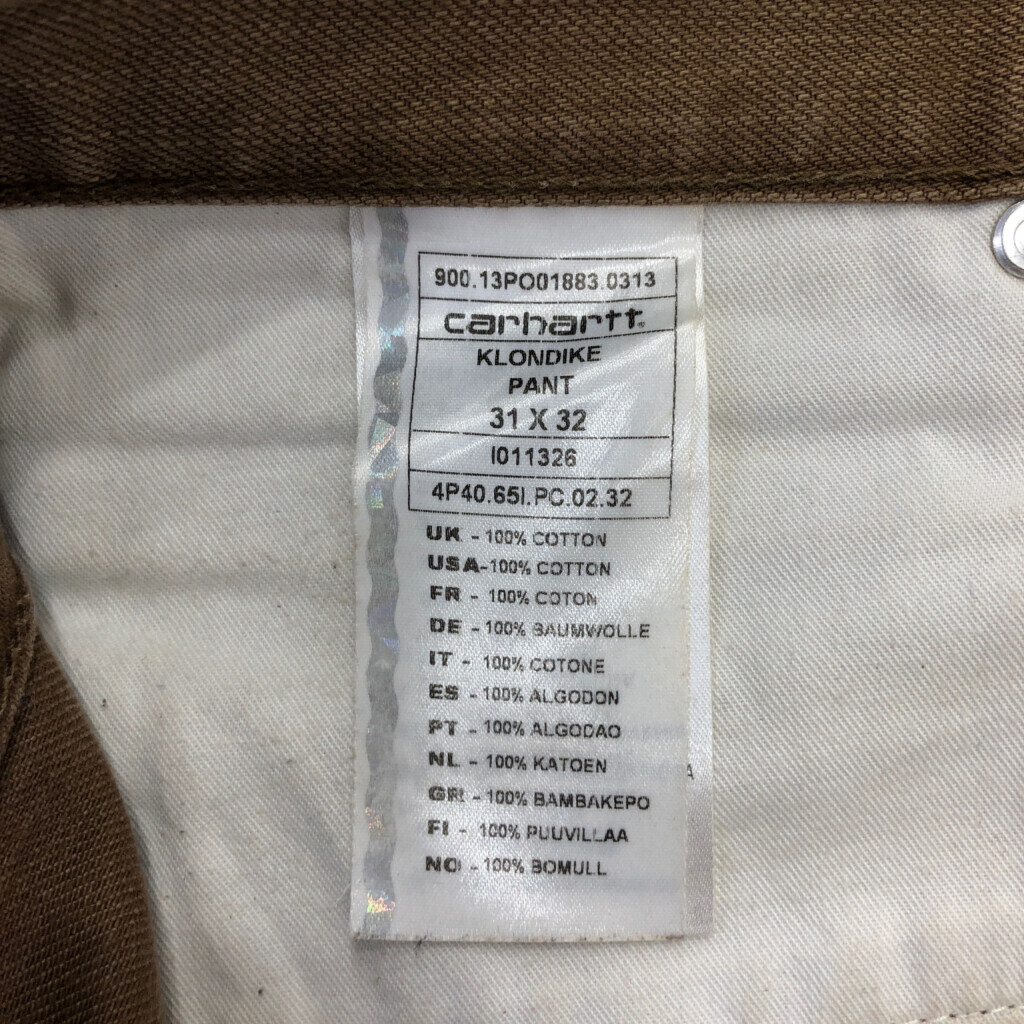 900.13PO01883.0313
carhartt®
KLONDIKE
PANT
31 X 32
I011326
4P40.65I.PC.02.32
UK - 100% COTTON
USA-100% COTTON
FR - 100% COTON
DE - 100% BAUMWOLLE
IT - 100% COTONE
ES - 100% ALGODON
PT - 100% ALGODAO
NL - 100% KATOEN
GR - 100% BAMBAKEPO
FI - 100% PUUVILLAA
NO - 100% BOMULL